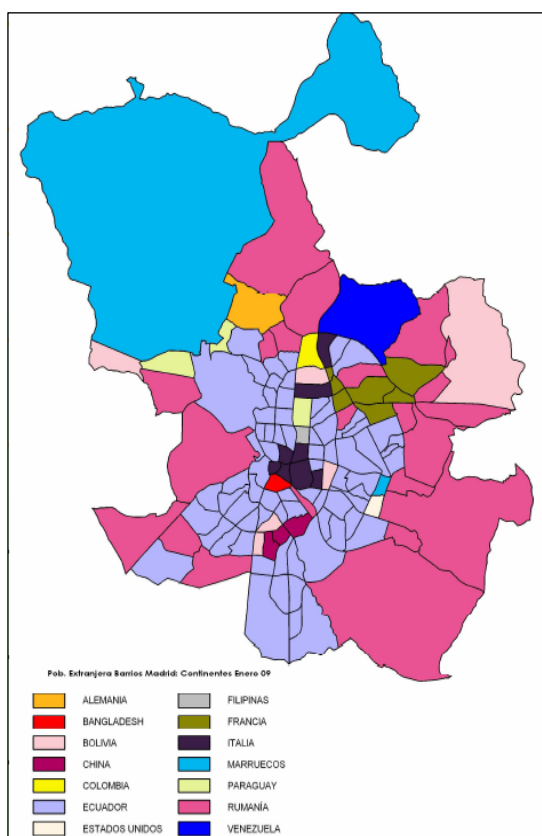 Pob. Extranjera Barrios Madrid: Continentes Enero 09
ALEMANIA FILIPINAS
BANGLADESH FRANCIA
BOLIVIA ITALIA
CHINA MARRUECOS
COLOMBIA PARAGUAY
ECUADOR RUMANÍA
ESTADOS UNIDOS VENEZUELA